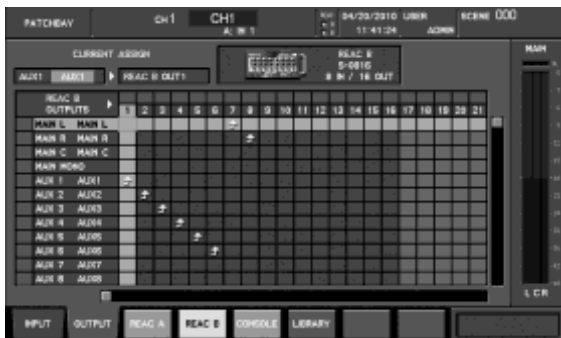 PATCHBAY
CH1 CH1
A: IN 1
04/20/2010 USER
11:41:24 ADMIN
SCENE 000
CURRENT ASSIGN
AUX1 AUX1 REAC B OUT1
REAC B
S-0816
8 IN / 16 OUT
MAIN
REAC B
OUTPUTS
1 2 3 4 5 6 7 8 9 10 11 12 13 14 15 16 17 18 19 20 21
MAIN L MAIN L
MAIN R MAIN R
MAIN C MAIN C
MAIN MONO
AUX 1 AUX1
AUX 2 AUX2
AUX 3 AUX3
AUX 4 AUX4
AUX 5 AUX5
AUX 6 AUX6
AUX 7 AUX7
AUX 8 AUX8
L C R
INPUT OUTPUT REAC A REAC B CONSOLE LIBRARY